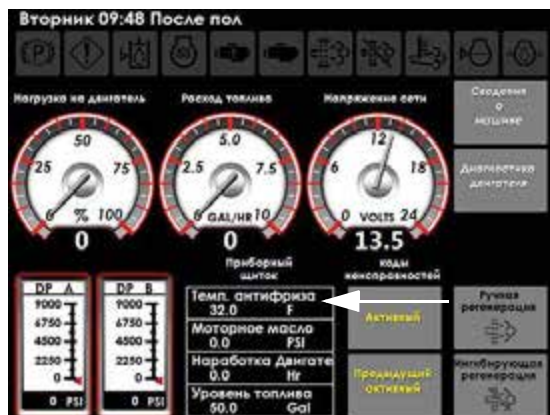 Вторник 09:48 После пол
Нагрузка на двигатель
Расход топлива
Напряжение сети
Сведения
о
машине
50
25
75
0
%
100
0
5.0
2.5
7.5
0
GAL/HR
10
0
12
6
18
0
VOLTS
24
13.5
Диагностика
двигателя
Приборный
щиток
коды
неисправностей
DP A
9000
6750
4500
2250
0
0 PSI
DP B
9000
6750
4500
2250
0
0 PSI
Темп. антифриза
32.0 F
Моторное масло
0.0 PSI
Наработка Двигате
0.0 Hr
Уровень топлива
50.0 Gal
Активный
Предыдущий
активный
Ручная
регенерация
Ингибирующая
регенерация